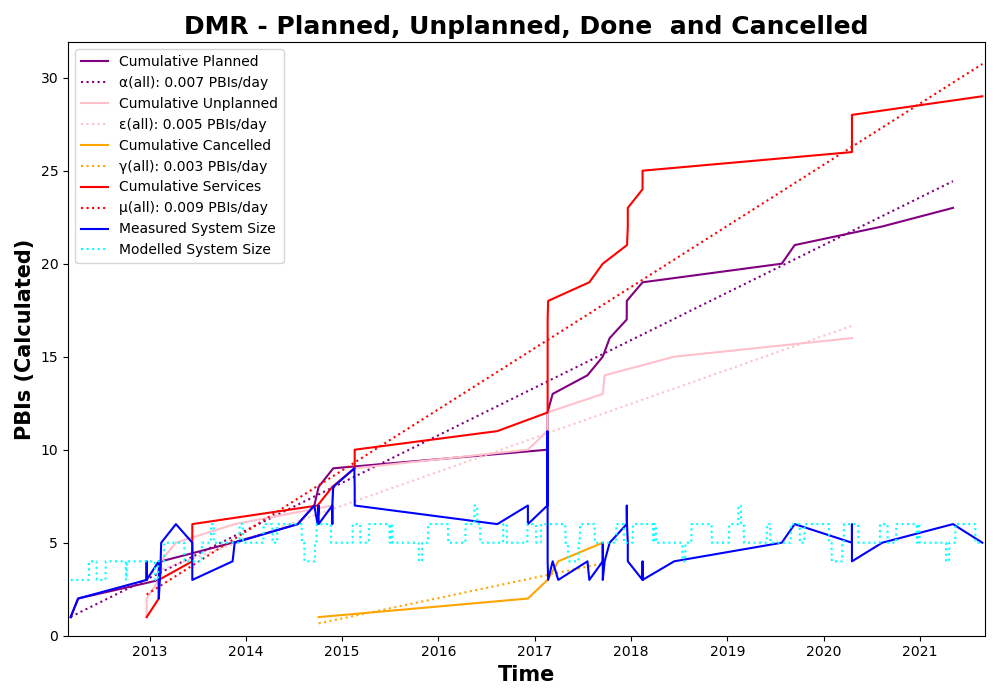 DMR - Planned, Unplanned, Done  and Cancelled
PBIs (Calculated)
30
25
20
15
10
5
0
Cumulative Planned
α(all): 0.007 PBIs/day
Cumulative Unplanned
ε(all): 0.005 PBIs/day
Cumulative Cancelled
γ(all): 0.003 PBIs/day
Cumulative Services
μ(all): 0.009 PBIs/day
Measured System Size
Modelled System Size
2013 2014 2015 2016 2017 2018 2019 2020 2021
Time